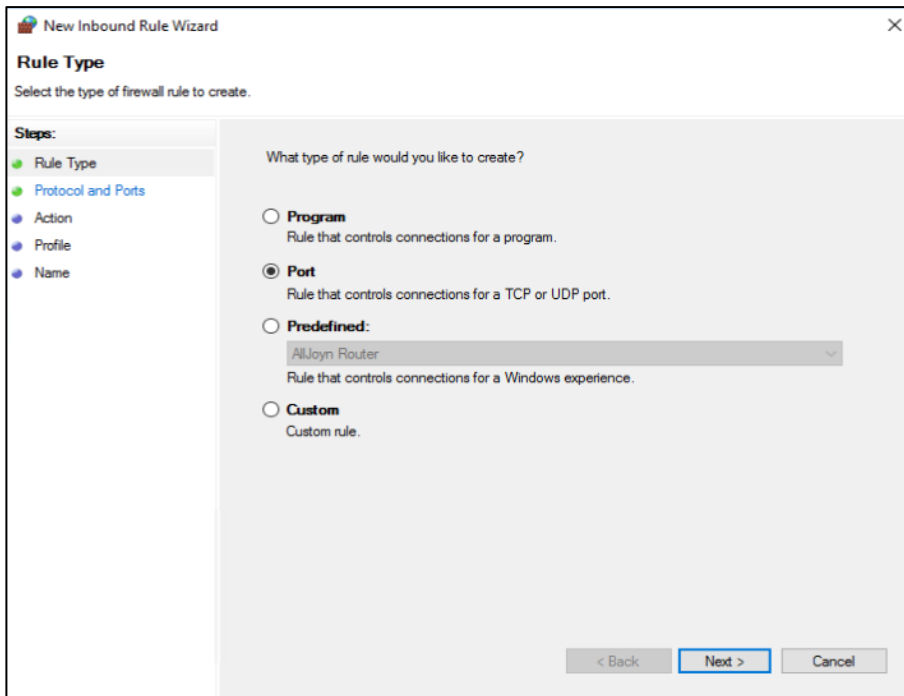 New Inbound Rule Wizard
Rule Type
Select the type of firewall rule to create.
Steps:
Rule Type
Protocol and Ports
Action
Profile
Name
What type of rule would you like to create?
Program
Rule that controls connections for a program.
Port
Rule that controls connections for a TCP or UDP port.
Predefined:
AllJoyn Router
Rule that controls connections for a Windows experience.
Custom
Custom rule.
< Back Next > Cancel